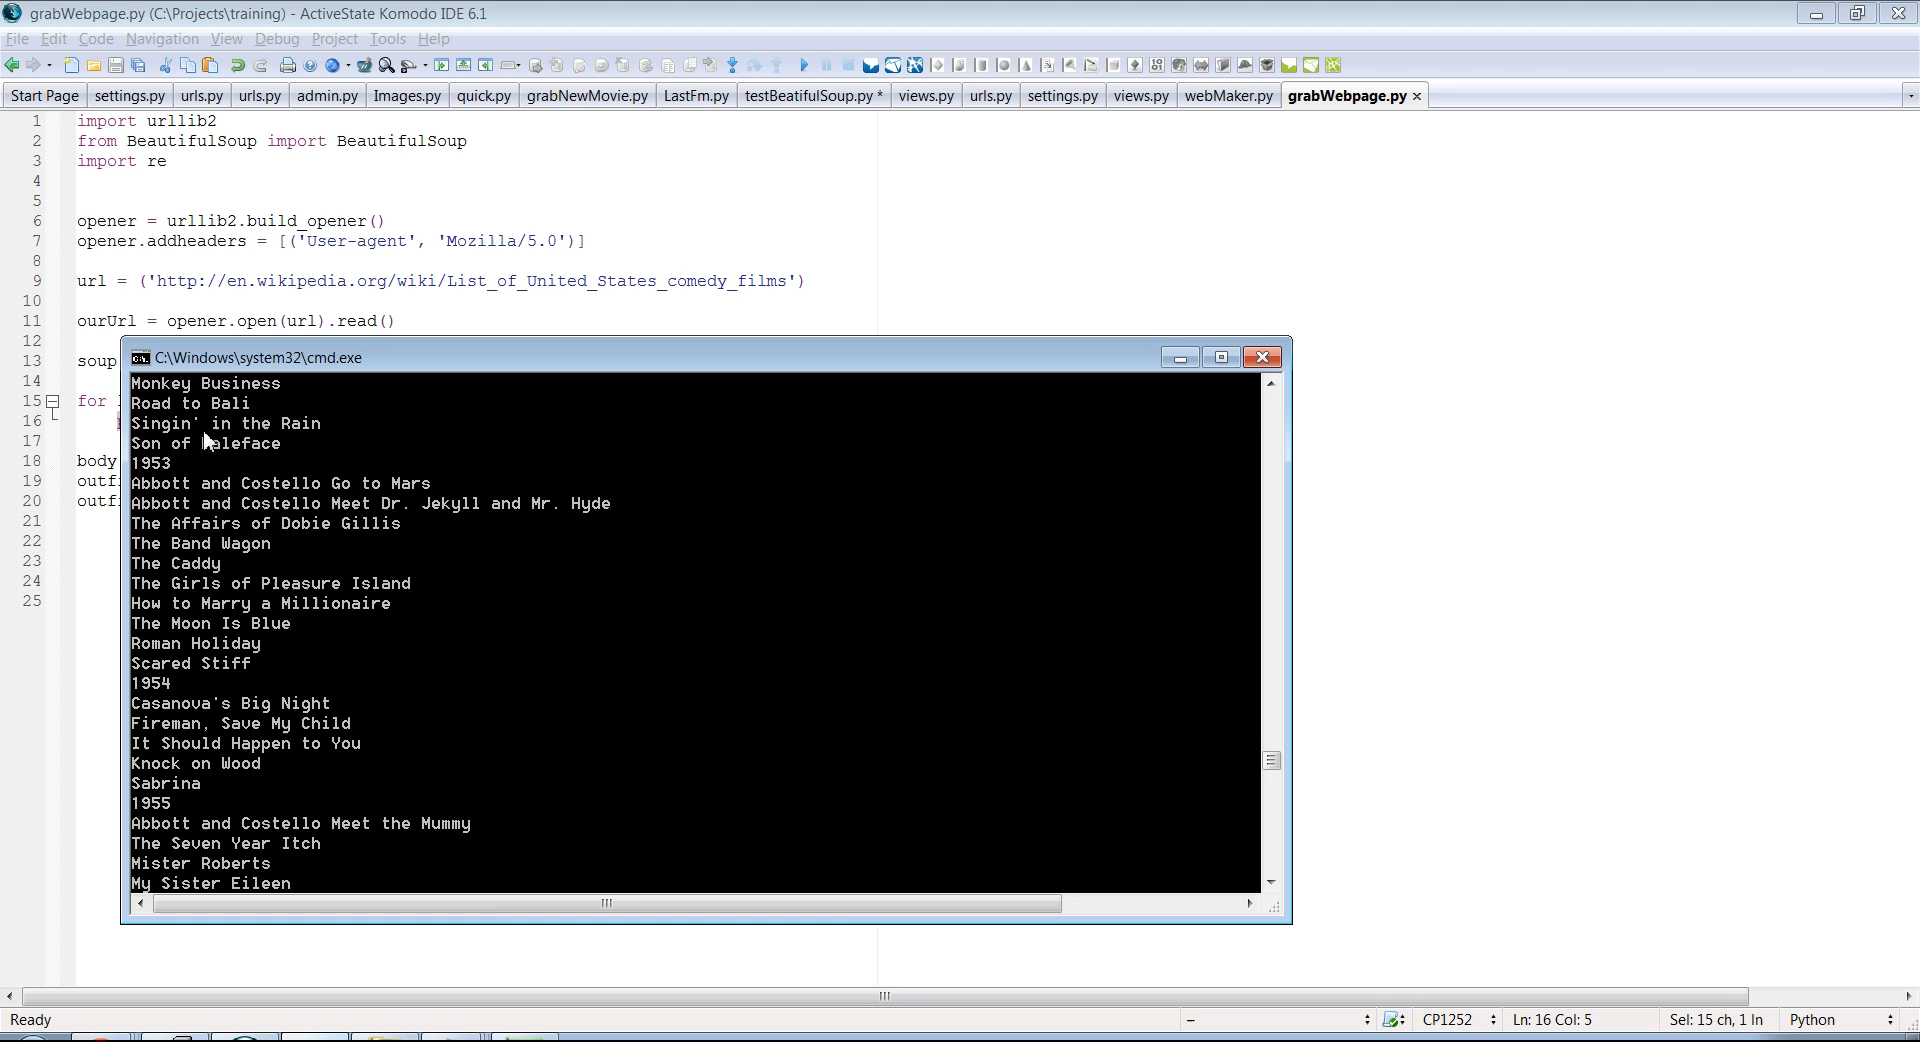 grabWebpage.py (C:\Projects\training) - ActiveState Komodo IDE 6.1
File Edit Code Navigation View Debug Project Tools Help
Start Page settings.py urls.py urls.py admin.py Images.py quick.py grabNewMovie.py LastFm.py testBeatifulSoup.py * views.py urls.py settings.py views.py webMaker.py grabWebpage.py
1 import urllib2
2 from BeautifulSoup import BeautifulSoup
3 import re
4
5
6 opener = urllib2.build_opener()
7 opener.addheaders = [('User-agent', 'Mozilla/5.0')]
8
9 url = ('http://en.wikipedia.org/wiki/List_of_United_States_comedy_films')
10
11 ourUrl = opener.open(url).read()
12
13 soup
14
15 for
16
17
18 body
19 outf
20 outf
21
22
23
24
25
C:\Windows\system32\cmd.exe
Monkey Business
Road to Bali
Singin' in the Rain
Son of Paleface
1953
Abbott and Costello Go to Mars
Abbott and Costello Meet Dr. Jekyll and Mr. Hyde
The Affairs of Dobie Gillis
The Band Wagon
The Caddy
The Girls of Pleasure Island
How to Marry a Millionaire
The Moon Is Blue
Roman Holiday
Scared Stiff
1954
Casanova's Big Night
Fireman, Save My Child
It Should Happen to You
Knock on Wood
Sabrina
1955
Abbott and Costello Meet the Mummy
The Seven Year Itch
Mister Roberts
My Sister Eileen
Ready - CP1252 Ln: 16 Col: 5 Sel: 15 ch, 1 ln Python